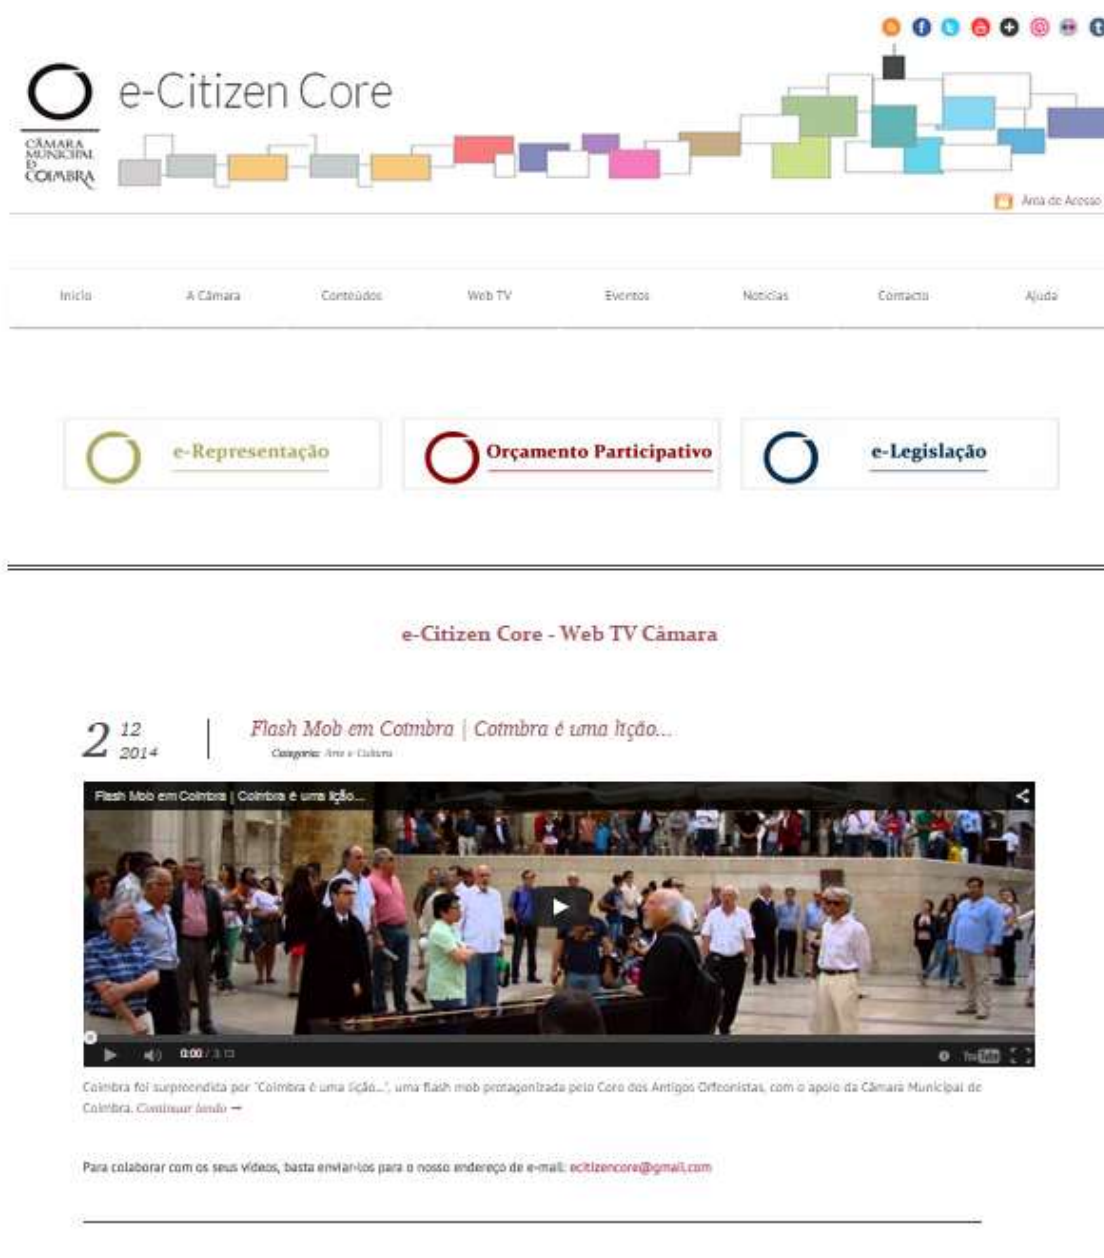 e-Citizen Core
CÂMARA
MUNICIPAL
D
COIMBRA
Área de Acesso
Início A Câmara Conteúdos Web TV Eventos Notícias Contacto Ajuda
e-Representação Orçamento Participativo e-Legislação
e-Citizen Core - Web TV Câmara
2 12 2014
Flash Mob em Coimbra | Coimbra é uma lição...
Categoria: Arte e Cultura
Flash Mob em Coimbra | Coimbra é uma lição...
0:00 / 3:13
YouTube
Coimbra foi surpreendida por "Coimbra é uma lição...", uma flash mob protagonizada pelo Coro dos Antigos Orfeonistas, com o apoio da Câmara Municipal de
Coimbra. Continuar lendo →
Para colaborar com os seus vídeos, basta enviar-los para o nosso endereço de e-mail: ecitizencore@gmail.com